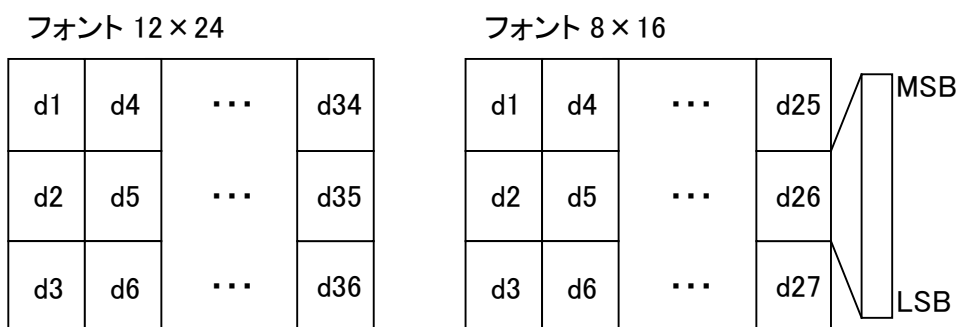 フォント 12×24
d1 d4 ··· d34
d2 d5 ··· d35
d3 d6 ··· d36
フォント 8×16
d1 d4 ··· d25
d2 d5 ··· d26
d3 d6 ··· d27
MSB
LSB